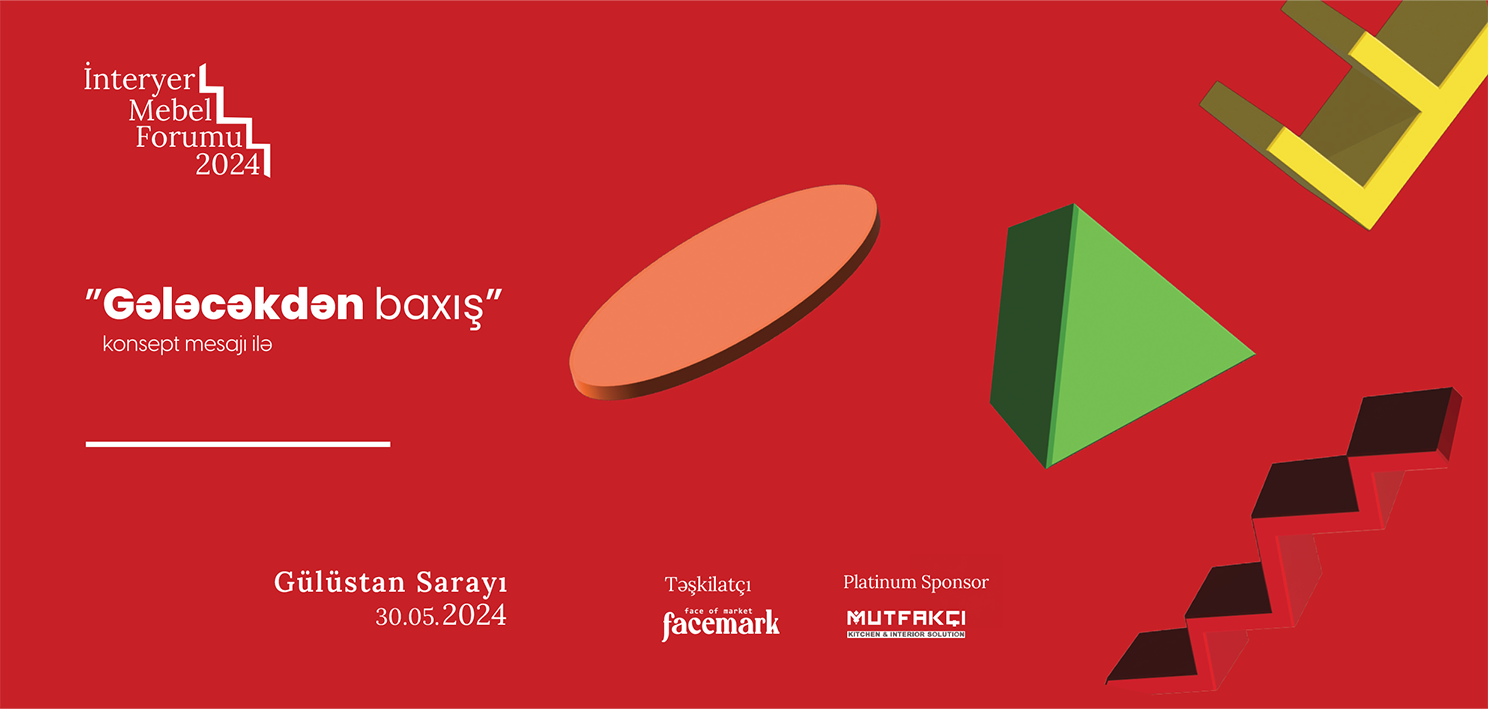 İnteryer
Mebel
Forumu
2024
"Gələcəkdən baxış"
konsept mesajı ilə
Gülüstan Sarayı
30.05.2024
Təşkilatçı
face of market
facemark
Platinum Sponsor
MUTFAKÇI
KITCHEN & INTERIOR SOLUTION